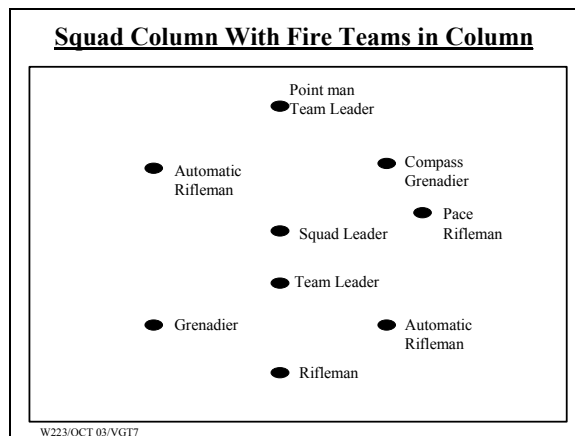 Squad Column With Fire Teams in Column
Point man
Team Leader
Automatic
Rifleman
Compass
Grenadier
Pace
Rifleman
Squad Leader
Team Leader
Grenadier
Automatic
Rifleman
Rifleman
W223/OCT 03/VGT7